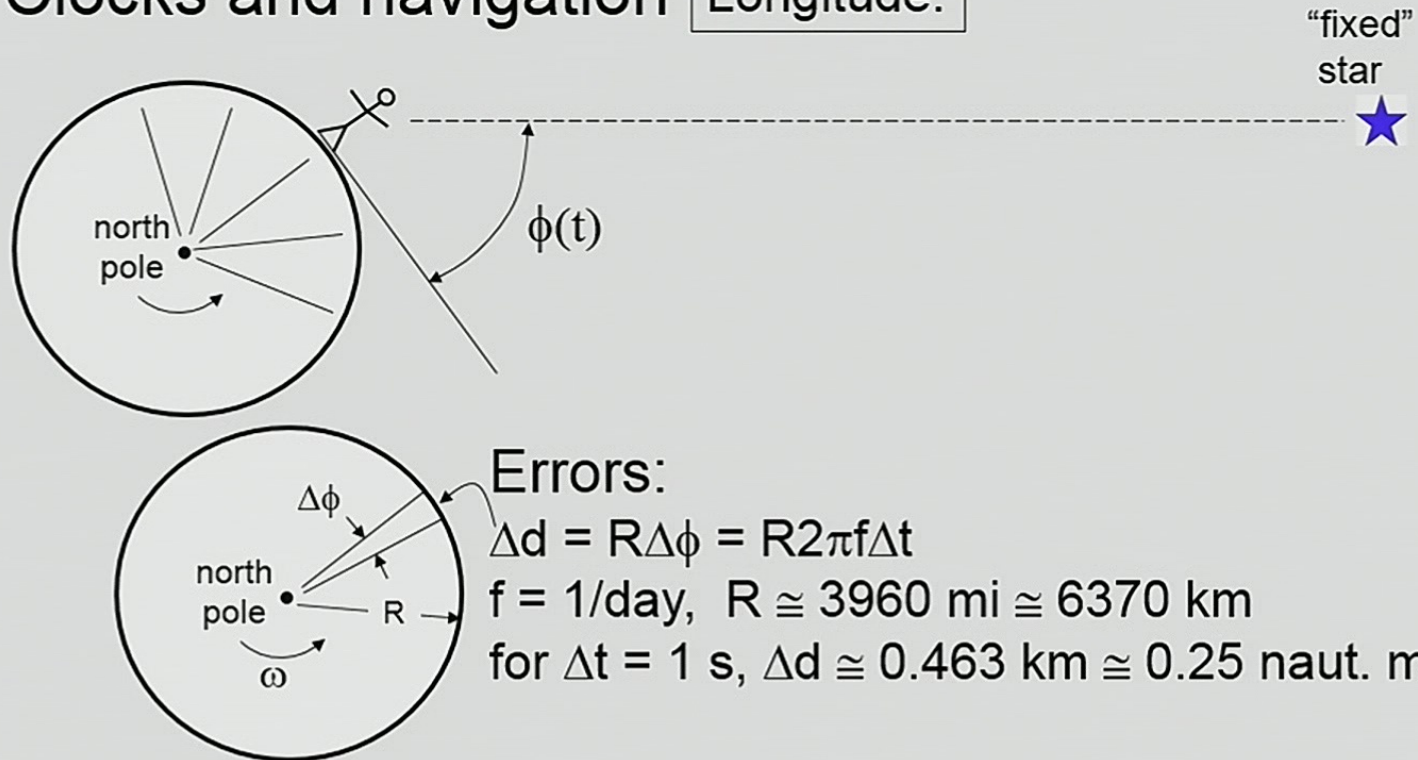 Clocks and navigation
Longitude:
“fixed”
star
north
pole
ϕ(t)
Errors:
Δϕ
Δd = RΔϕ = R2πfΔt
north
pole
R
f = 1/day, R ≅ 3960 mi ≅ 6370 km
for Δt = 1 s, Δd ≅ 0.463 km ≅ 0.25 naut. m
ω